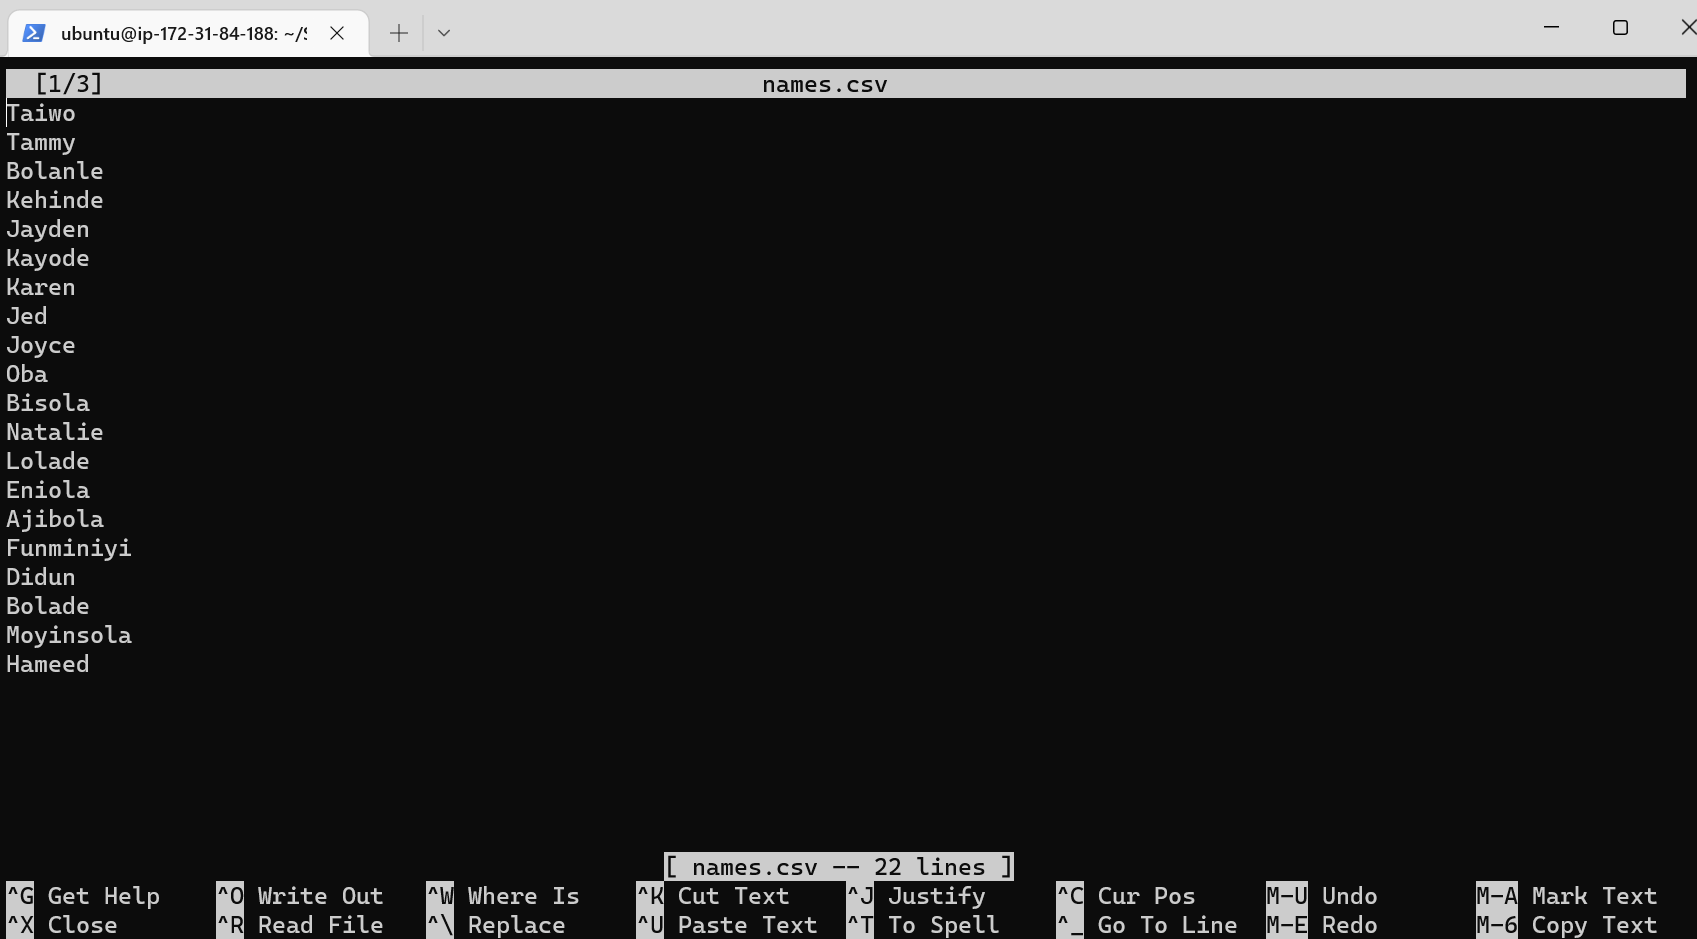 ubuntu@ip-172-31-84-188: ~/S
[1/3] names.csv
Taiwo
Tammy
Bolanle
Kehinde
Jayden
Kayode
Karen
Jed
Joyce
Oba
Bisola
Natalie
Lolade
Eniola
Ajibola
Funminiyi
Didun
Bolade
Moyinsola
Hameed
[ names.csv -- 22 lines ]
^G Get Help ^O Write Out ^W Where Is ^K Cut Text ^J Justify ^C Cur Pos M-U Undo M-A Mark Text
^X Close ^R Read File ^\ Replace ^U Paste Text ^T To Spell ^_ Go To Line M-E Redo M-6 Copy Text